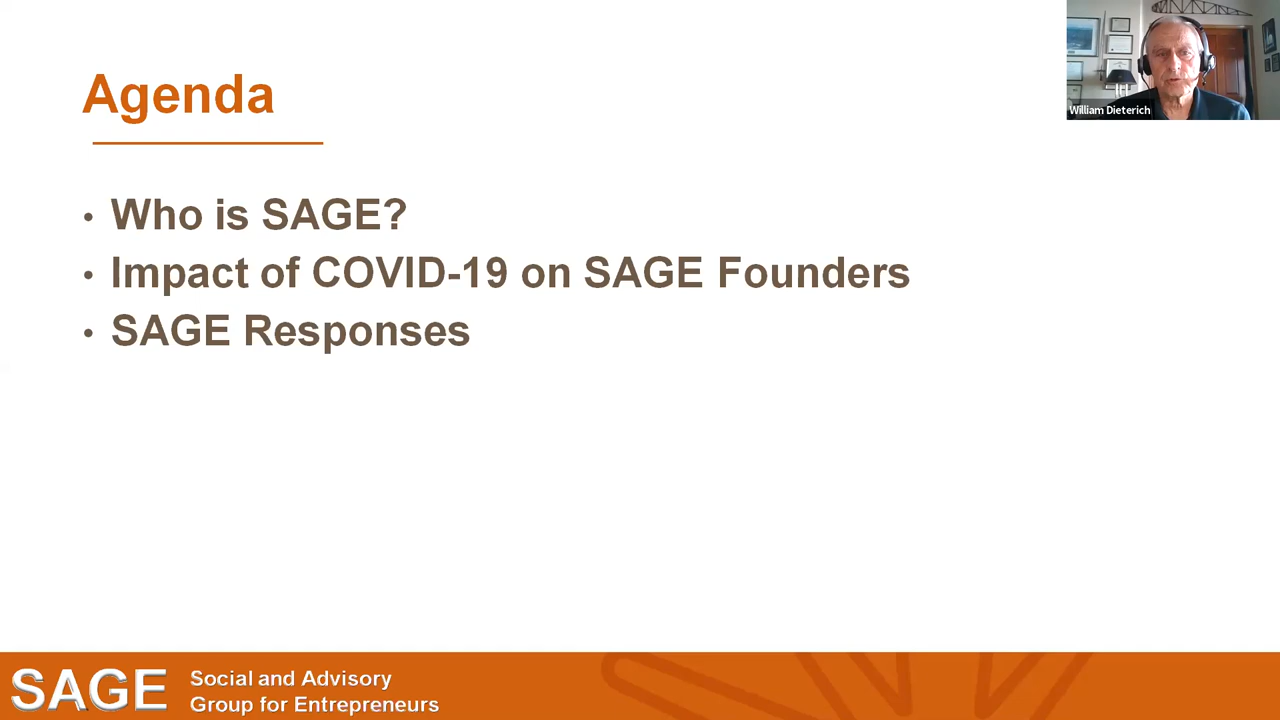 Agenda
William Dieterich
• Who is SAGE?
• Impact of COVID-19 on SAGE Founders
• SAGE Responses
SAGE
Social and Advisory
Group for Entrepreneurs